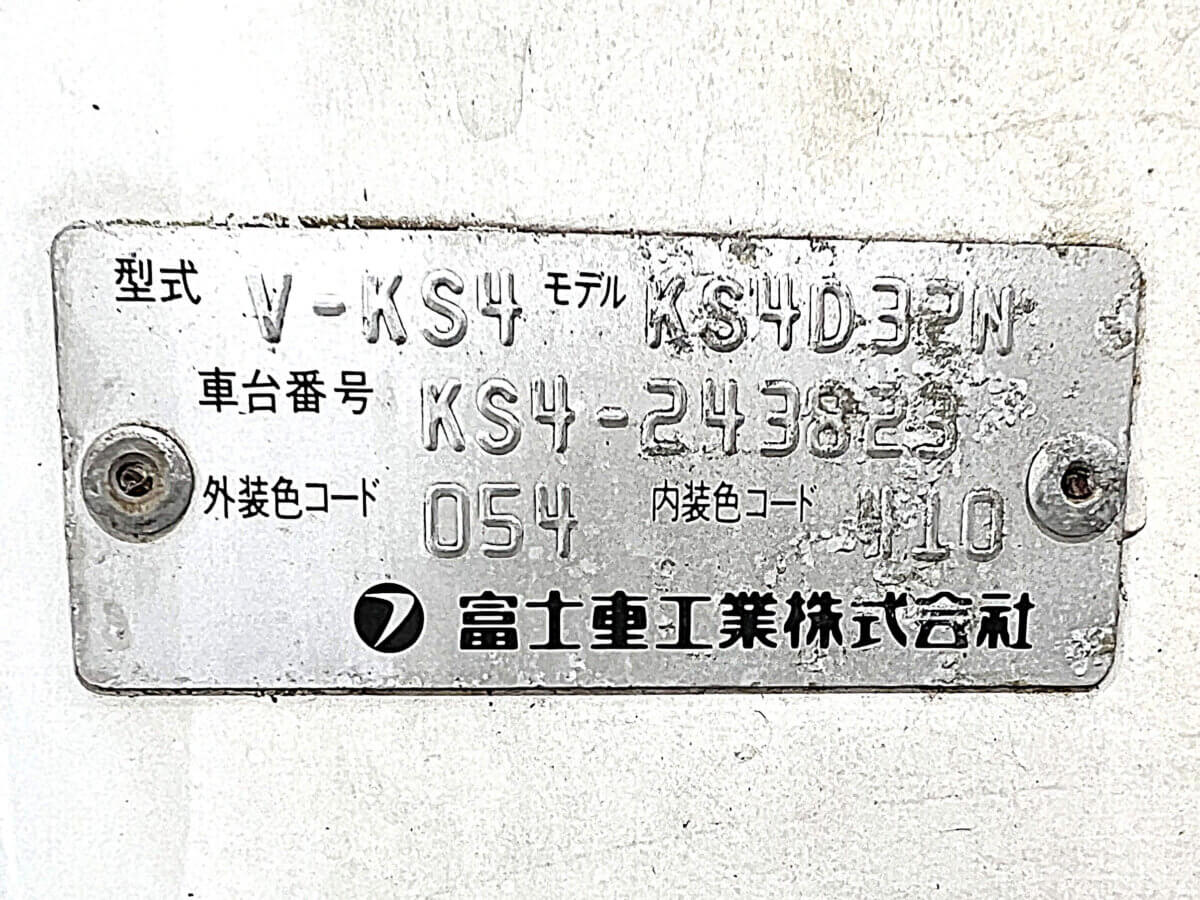 型式 V-KS4 モデル KS4D3PN
車台番号 KS4-243823
外装色コード 054 内装色コード 410
富士重工業株式会社